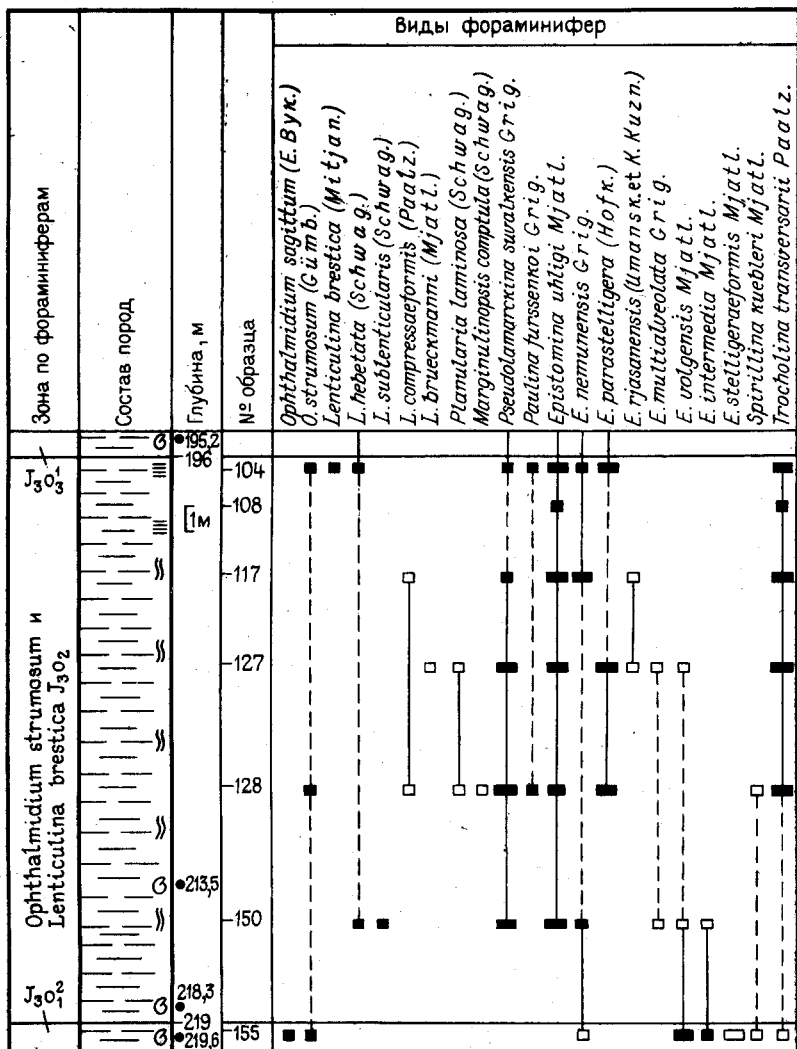 Виды фораминифер
Зона по фораминиферам
Состав пород
Глубина, м
№ образца
Ophthalmidium sagittum (E. Byk.)
O. strumosum (Gümb.)
Lenticulina brestica (Mitjan.)
L. hebetata (Schwag.)
L. sublenticularis (Schwag.)
L. compressaeformis (Paalz.)
L. brueckmanni (Mjatl.)
Planularia laminosa (Schwag.)
Marginulinopsis comptula (Schwag.)
Pseudolamarckina suvalkensis Grig.
Paulina furssenkoi Grig.
Epistomina uhligi Mjatl.
E. nemunensis Grig.
E. parastelligera (Hofk.)
E. rjasanensis (Umansk. et K. Kuzn.)
E. multialveolata Grig.
E. volgensis Mjatl.
E. intermedia Mjatl.
E. stelligeraeformis Mjatl.
Spirillina kuebleri Mjatl.
Trocholina transversarii Paalz.
195,2
196
J₃O₃¹
104
108
[1м
117
127
Ophthalmidium strumosum и
Lenticulina brestica J₃O₂
128
213,5
150
J₃O₁²
218,3
219
219,6
155